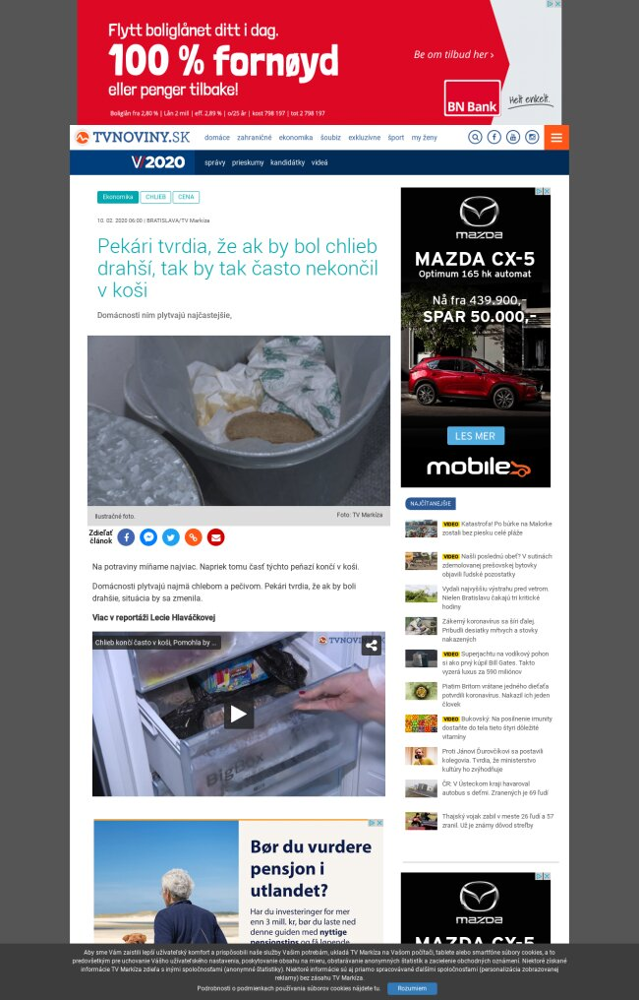 Flytt boliglånet ditt i dag.
100 % fornøyd
eller penger tilbake!
Boliglån fra 2,80 % | Lån 2 mill | eff. 2,89 % | o/25 år | kost 798 197 | tot 2 798 197
Be om tilbud her ›
BN Bank
Helt enkelt.
TVNOVINY.SK
domáce zahraničné ekonomika šoubiz exkluzívne šport my ženy
V/2020 správy prieskumy kandidátky videá
Ekonomika CHLIEB CENA
10. 02. 2020 06:00 | BRATISLAVA/TV Markíza
Pekári tvrdia, že ak by bol chlieb
drahší, tak by tak často nekončil
v koši
Domácnosti ním plytvajú najčastejšie,
Ilustračné foto.
Foto: TV Markíza
Zdieľať
článok
Na potraviny míňame najviac. Napriek tomu časť týchto peňazí končí v koši.
Domácnosti plytvajú najmä chlebom a pečivom. Pekári tvrdia, že ak by boli
drahšie, situácia by sa zmenila.
Viac v reportáži Lecie Hlaváčkovej
Chlieb končí často v koši, Pomohla by ...
TVNOVINY.SK
BigBox
Bør du vurdere
pensjon i
utlandet?
Har du investeringer for mer
enn 3 mill. kr, bør du laste ned
denne guiden med nyttige
pensjonstips og få løpende
mazda
MAZDA CX-5
Optimum 165 hk automat
Nå fra 439.900,-
SPAR 50.000,-
LES MER
mobile
NAJČÍTANEJŠIE
VIDEO Katastrofa! Po búrke na Malorke
zostali bez piesku celé pláže
VIDEO Našli poslednú obeť? V sutinách
zdemolovanej prešovskej bytovky
objavili ľudské pozostatky
Vydali najvyššiu výstrahu pred vetrom.
Nielen Bratislavu čakajú tri kritické
hodiny
Zákerný koronavírus sa šíri ďalej.
Pribudli desiatky mŕtvych a stovky
nakazených
VIDEO Superjachtu na vodíkový pohon
si ako prvý kúpil Bill Gates. Takto
vyzerá luxus za 590 miliónov
Piatim Britom vrátane jedného dieťaťa
potvrdili koronavírus. Nakazil ich jeden
človek
VIDEO Bukovský: Na posilnenie imunity
dostaňte do tela tieto štyri dôležité
vitamíny
Proti Jánovi Ďurovčíkovi sa postavili
kolegovia. Tvrdia, že ministerstvo
kultúry ho zvýhodňuje
ČR: V Ústeckom kraji havaroval
autobus s deťmi. Zranených je 69 ľudí
Thajský vojak zabil v meste 26 ľudí a 57
zranil. Už je známy dôvod streľby
mazda
MAZDA CX-5
Aby sme Vám zaistili lepší užívateľský komfort a prispôsobili naše služby Vašim potrebám, ukladá TV Markíza na Vašom počítači, tablete alebo smartfóne súbory cookies, a to
predovšetkým pre uchovanie Vášho užívateľského nastavenia, poskytovanie obsahu na mieru, obstarávanie anonymných štatistík a zacielenie obchodných oznámení. Niektoré získané
informácie TV Markíza zdieľa s inými spoločnosťami (anonymné štatistiky). Niektoré informácie sú aj priamo spracovávané ďalšími spoločnosťami (personalizácia zobrazovanej
reklamy) bez zásahu TV Markíza.
Podrobnosti o podmienkach používania súborov cookies nájdete tu. Rozumiem